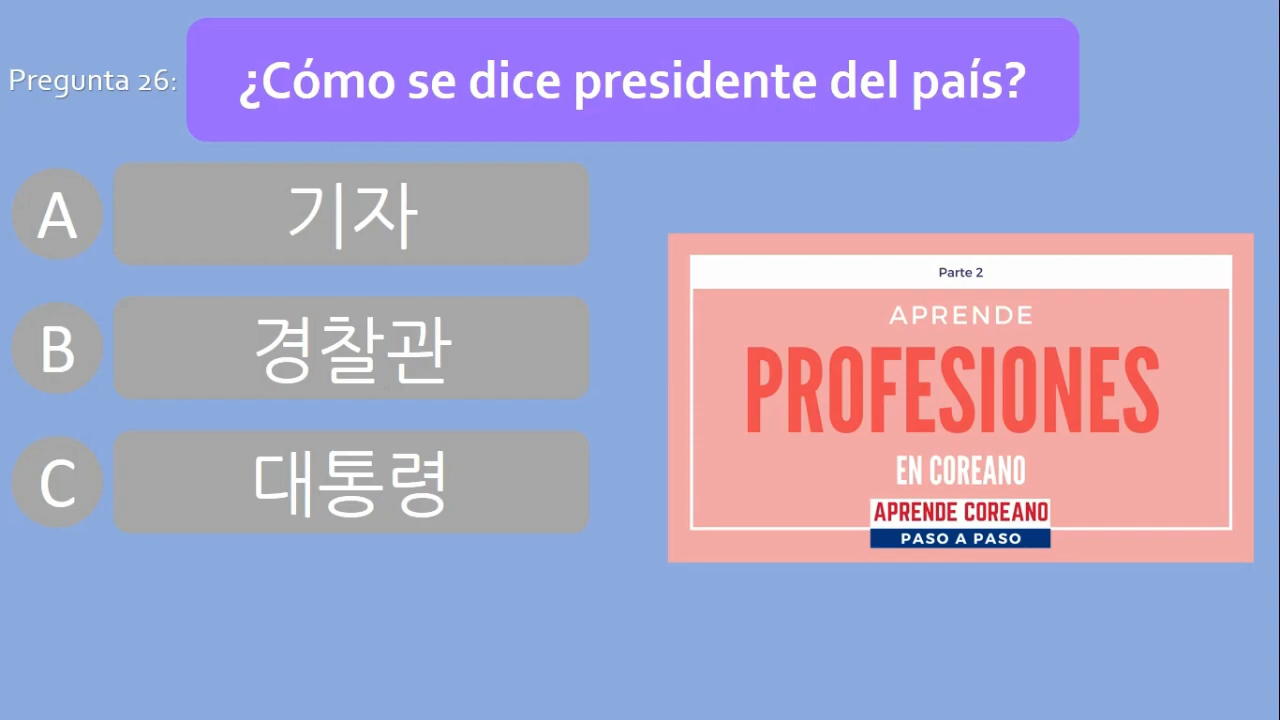 Pregunta 26:
¿Cómo se dice presidente del país?
A
기자
B
경찰관
C
대통령
Parte 2
APRENDE
PROFESIONES
EN COREANO
APRENDE COREANO
PASO A PASO